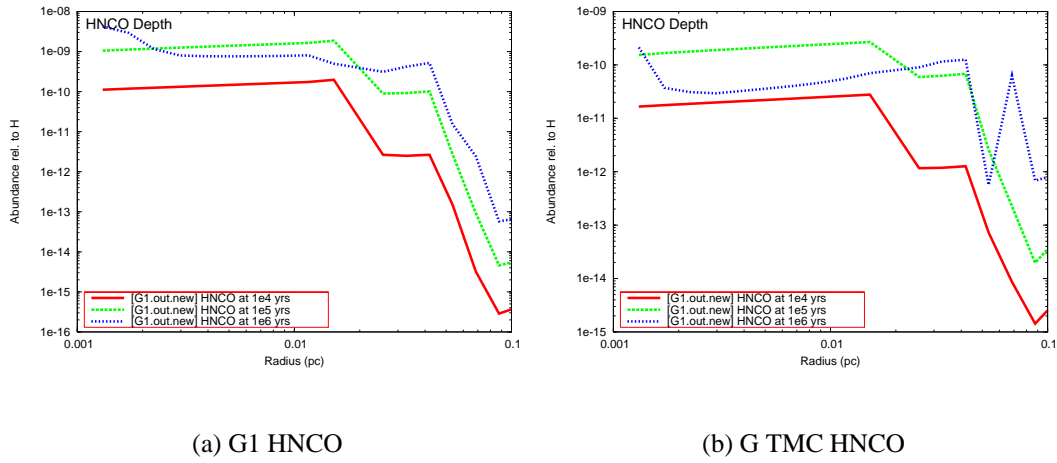 HNCO Depth
1e-08
1e-09
1e-10
1e-11
1e-12
1e-13
1e-14
1e-15
1e-16
Abundance rel. to H
[G1.out.new] HNCO at 1e4 yrs
[G1.out.new] HNCO at 1e5 yrs
[G1.out.new] HNCO at 1e6 yrs
0.001 0.01 0.1
Radius (pc)
(a) G1 HNCO
HNCO Depth
1e-09
1e-10
1e-11
1e-12
1e-13
1e-14
1e-15
Abundance rel. to H
[G1.out.new] HNCO at 1e4 yrs
[G1.out.new] HNCO at 1e5 yrs
[G1.out.new] HNCO at 1e6 yrs
0.001 0.01 0.1
Radius (pc)
(b) G TMC HNCO